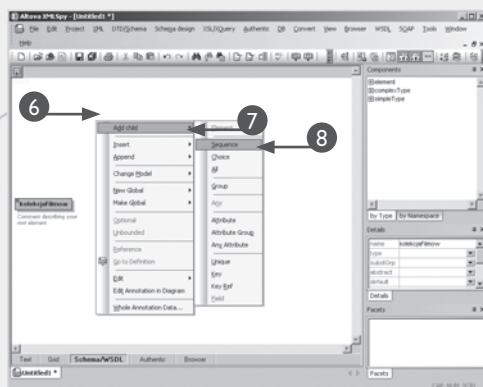 Altova XMLSpy - [Untitled1 *]
File Edit Project XML DTD/Schema Schema design XSL/XQuery Authentic DB Convert View Browser WSDL SOAP Tools Window
Help
Components
element
complexType
simpleType
6
7
8
Add child
Insert
Append
Change Model
New Global
Make Global
Optional
Unbounded
Reference
Go to Definition
Edit
Edit Annotation in Diagram
Whole Annotation Data...
Element
Sequence
Choice
All
Group
Any
Attribute
Attribute Group
Any Attribute
Unique
Key
Key Ref
Field
kolekcjaFilmow
Comment describing your
root element
by Type by Namespace
Details
name kolekcjaFilmow
type
substGrp
abstract
default
Details
Facets
Text Grid Schema/WSDL Authentic Browser
Untitled1 *
Facets
CAP NUM SCRL